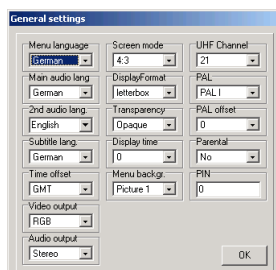 General settings
Menu language
German
Screen mode
4:3
UHF Channel
21
Main audio lang
German
DisplayFormat
letterbox
PAL
PAL I
2nd audio lang.
English
Transparency
Opaque
PAL offset
0
Subtitle lang.
German
Display time
0
Parental
No
Time offset
GMT
Menu backgr.
Picture 1
PIN
0
Video output
RGB
Audio output
Stereo
OK